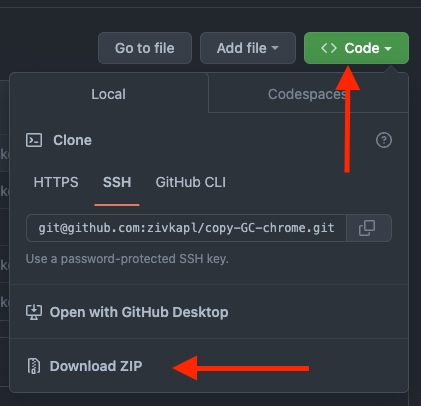 Go to file
Add file
<> Code
Local
Codespaces
Clone
HTTPS
SSH
GitHub CLI
git@github.com:zivkapl/copy-GC-chrome.git
Use a password-protected SSH key.
Open with GitHub Desktop
Download ZIP